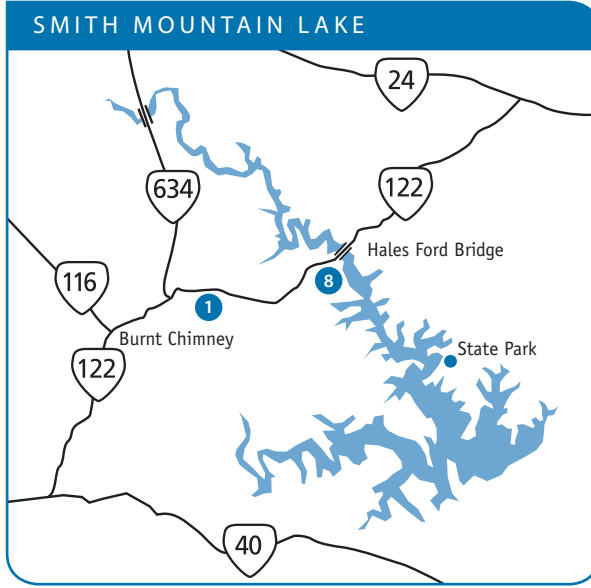 SMITH MOUNTAIN LAKE
24
634
122
Hales Ford Bridge
116
8
1
Burnt Chimney
State Park
122
40